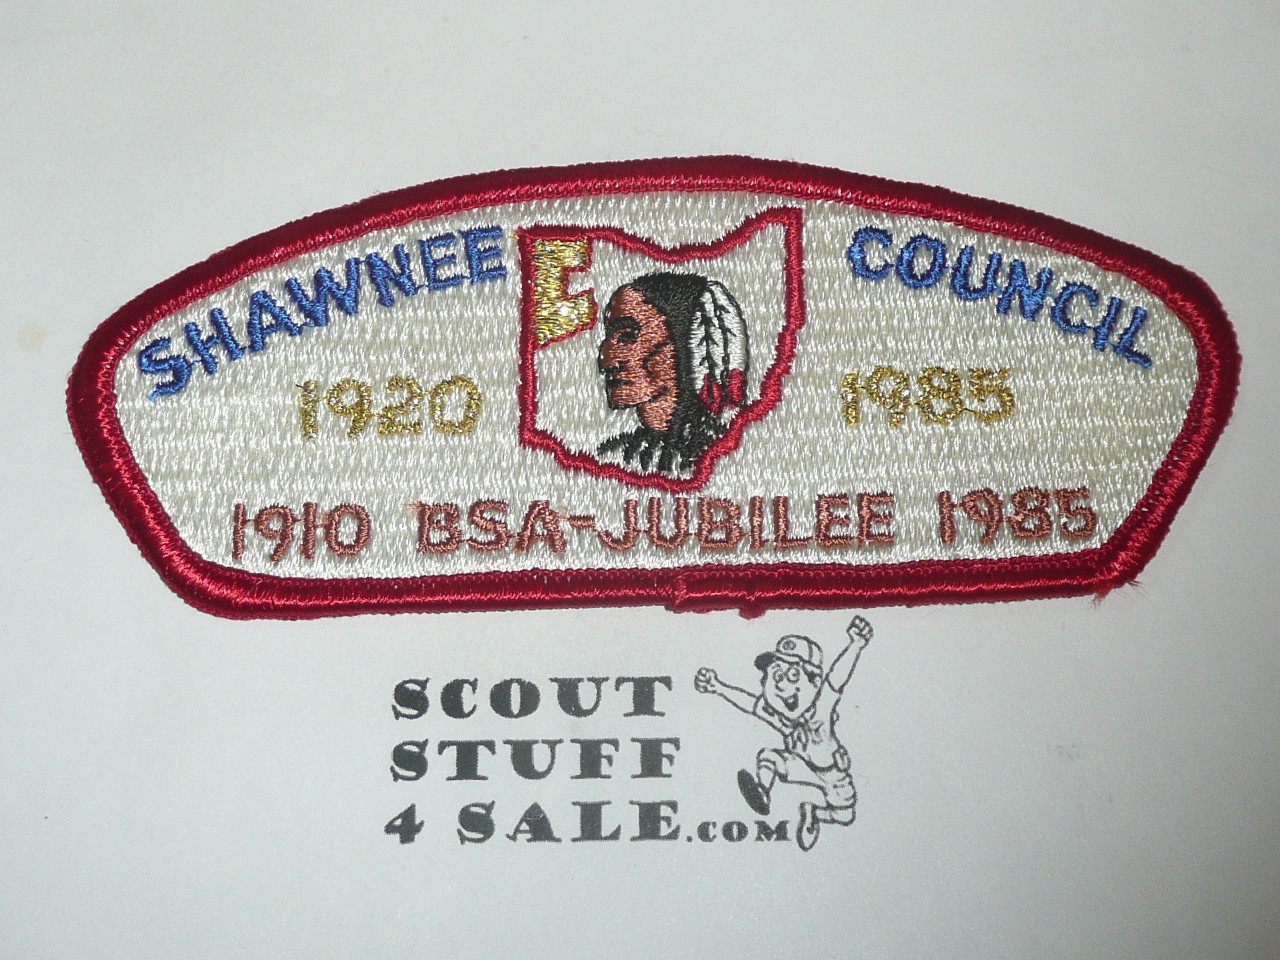 SHAWNEE COUNCIL
1920 1985
1910 BSA-JUBILEE 1985
SCOUT
STUFF
4 SALE.COM